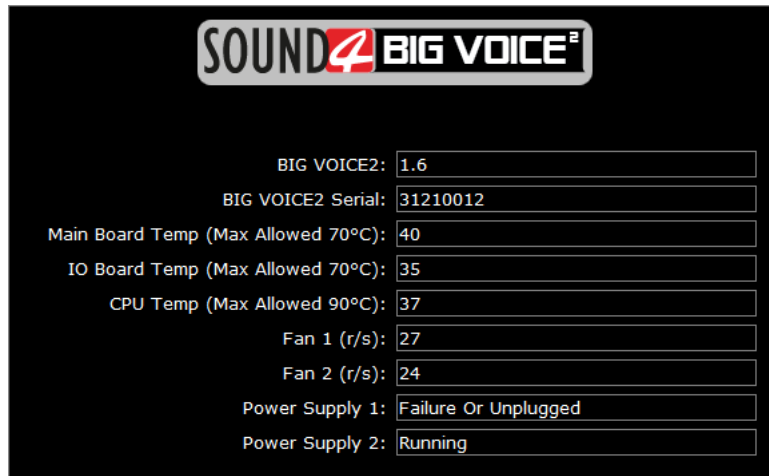 SOUND4 BIG VOICE²
BIG VOICE2: 1.6
BIG VOICE2 Serial: 31210012
Main Board Temp (Max Allowed 70°C): 40
IO Board Temp (Max Allowed 70°C): 35
CPU Temp (Max Allowed 90°C): 37
Fan 1 (r/s): 27
Fan 2 (r/s): 24
Power Supply 1: Failure Or Unplugged
Power Supply 2: Running